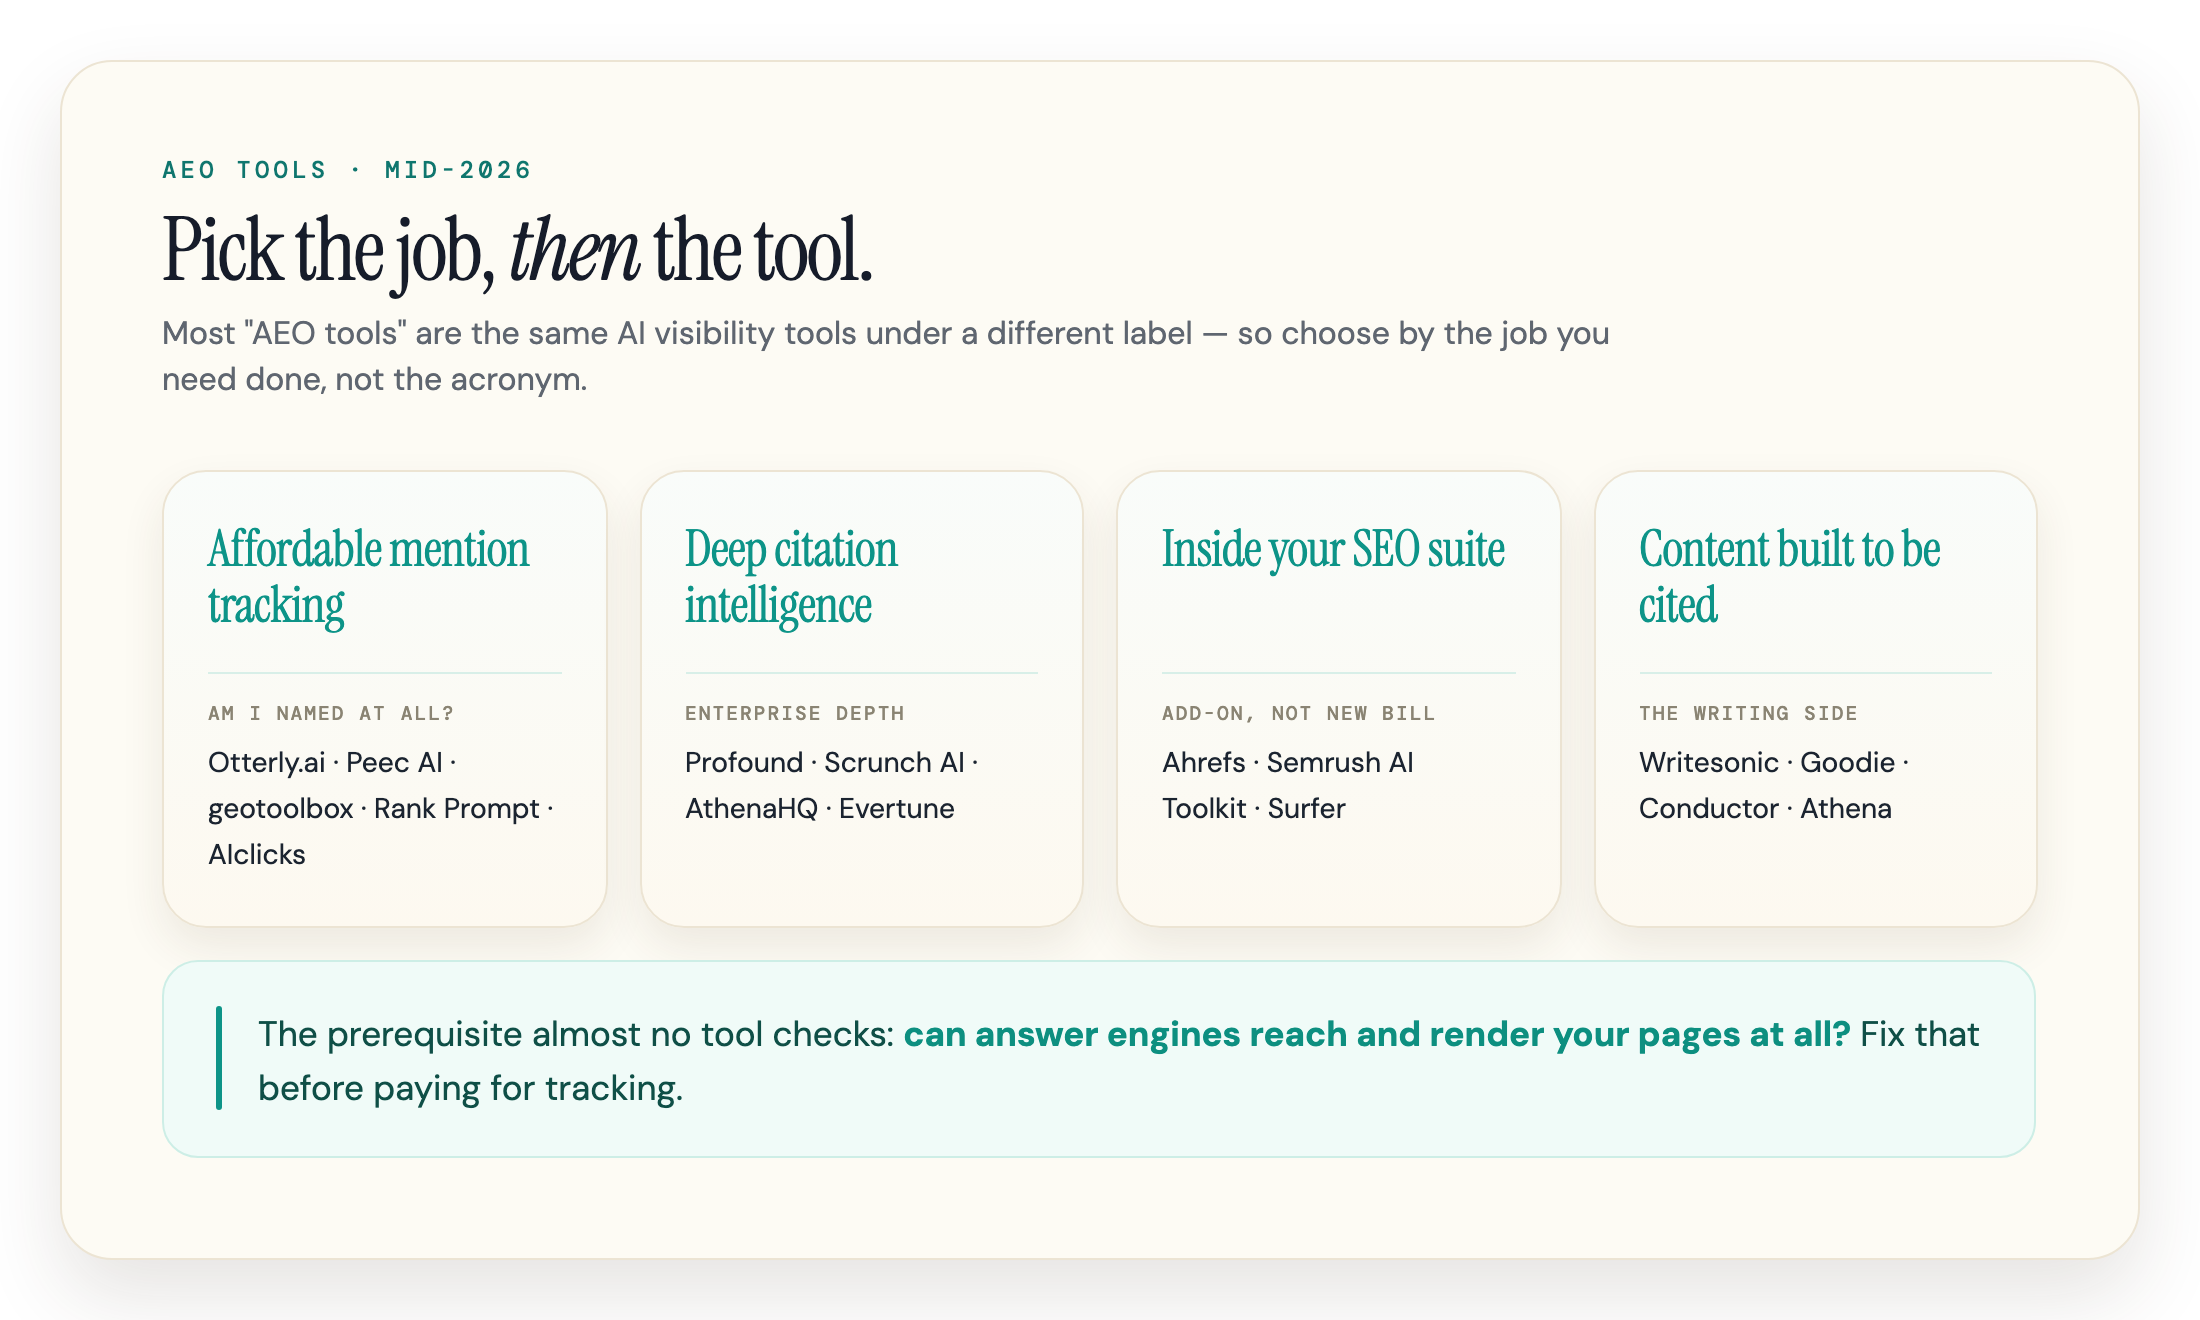 AEO TOOLS · MID-2026
Pick the job, then the tool.
Most "AEO tools" are the same AI visibility tools under a different label — so choose by the job you
need done, not the acronym.
Affordable mention
tracking
AM I NAMED AT ALL?
Otterly.ai · Peec AI ·
geotoolbox · Rank Prompt ·
AIclicks
Deep citation
intelligence
ENTERPRISE DEPTH
Profound · Scrunch AI ·
AthenaHQ · Evertune
Inside your SEO suite
ADD-ON, NOT NEW BILL
Ahrefs · Semrush AI
Toolkit · Surfer
Content built to be
cited
THE WRITING SIDE
Writesonic · Goodie ·
Conductor · Athena
The prerequisite almost no tool checks: can answer engines reach and render your pages at all? Fix that
before paying for tracking.